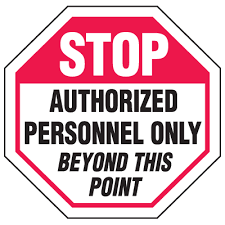 STOP
AUTHORIZED
PERSONNEL ONLY
BEYOND THIS
POINT